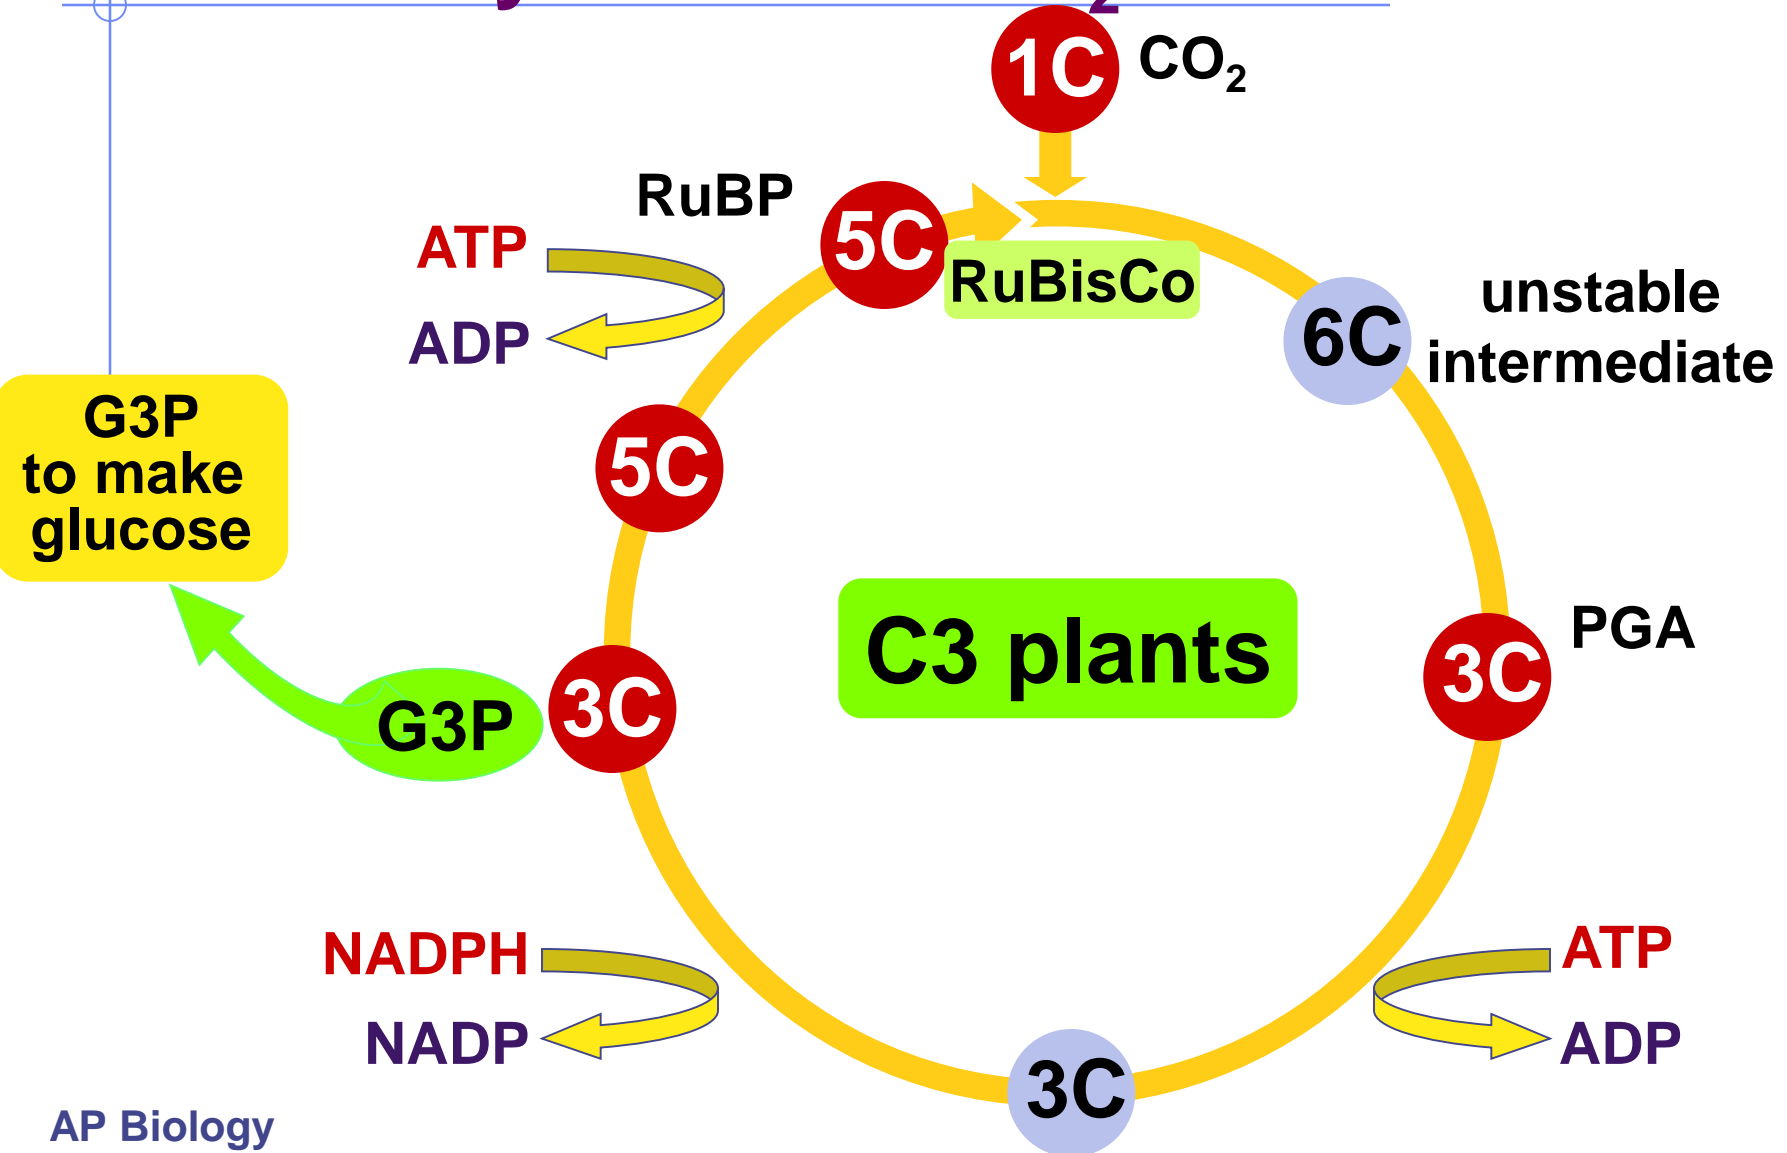 1C
CO₂
RuBP
5C
RuBisCo
ATP
ADP
unstable
intermediate
6C
G3P
to make
glucose
5C
C3 plants
PGA
3C
3C
G3P
NADPH
NADP
ATP
ADP
3C
AP Biology